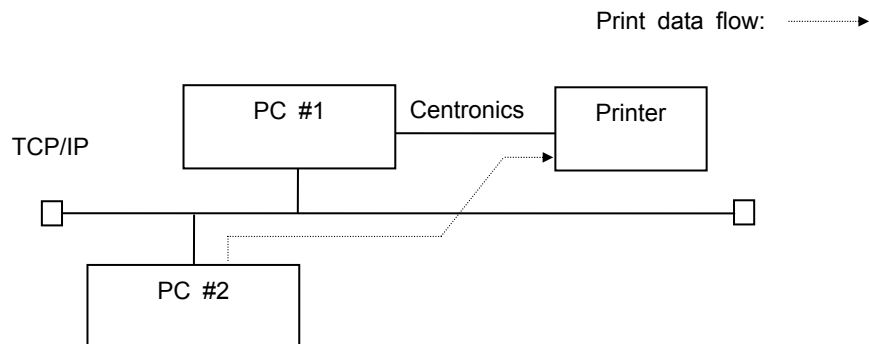 Print data flow:
PC #1
Centronics
Printer
TCP/IP
PC #2